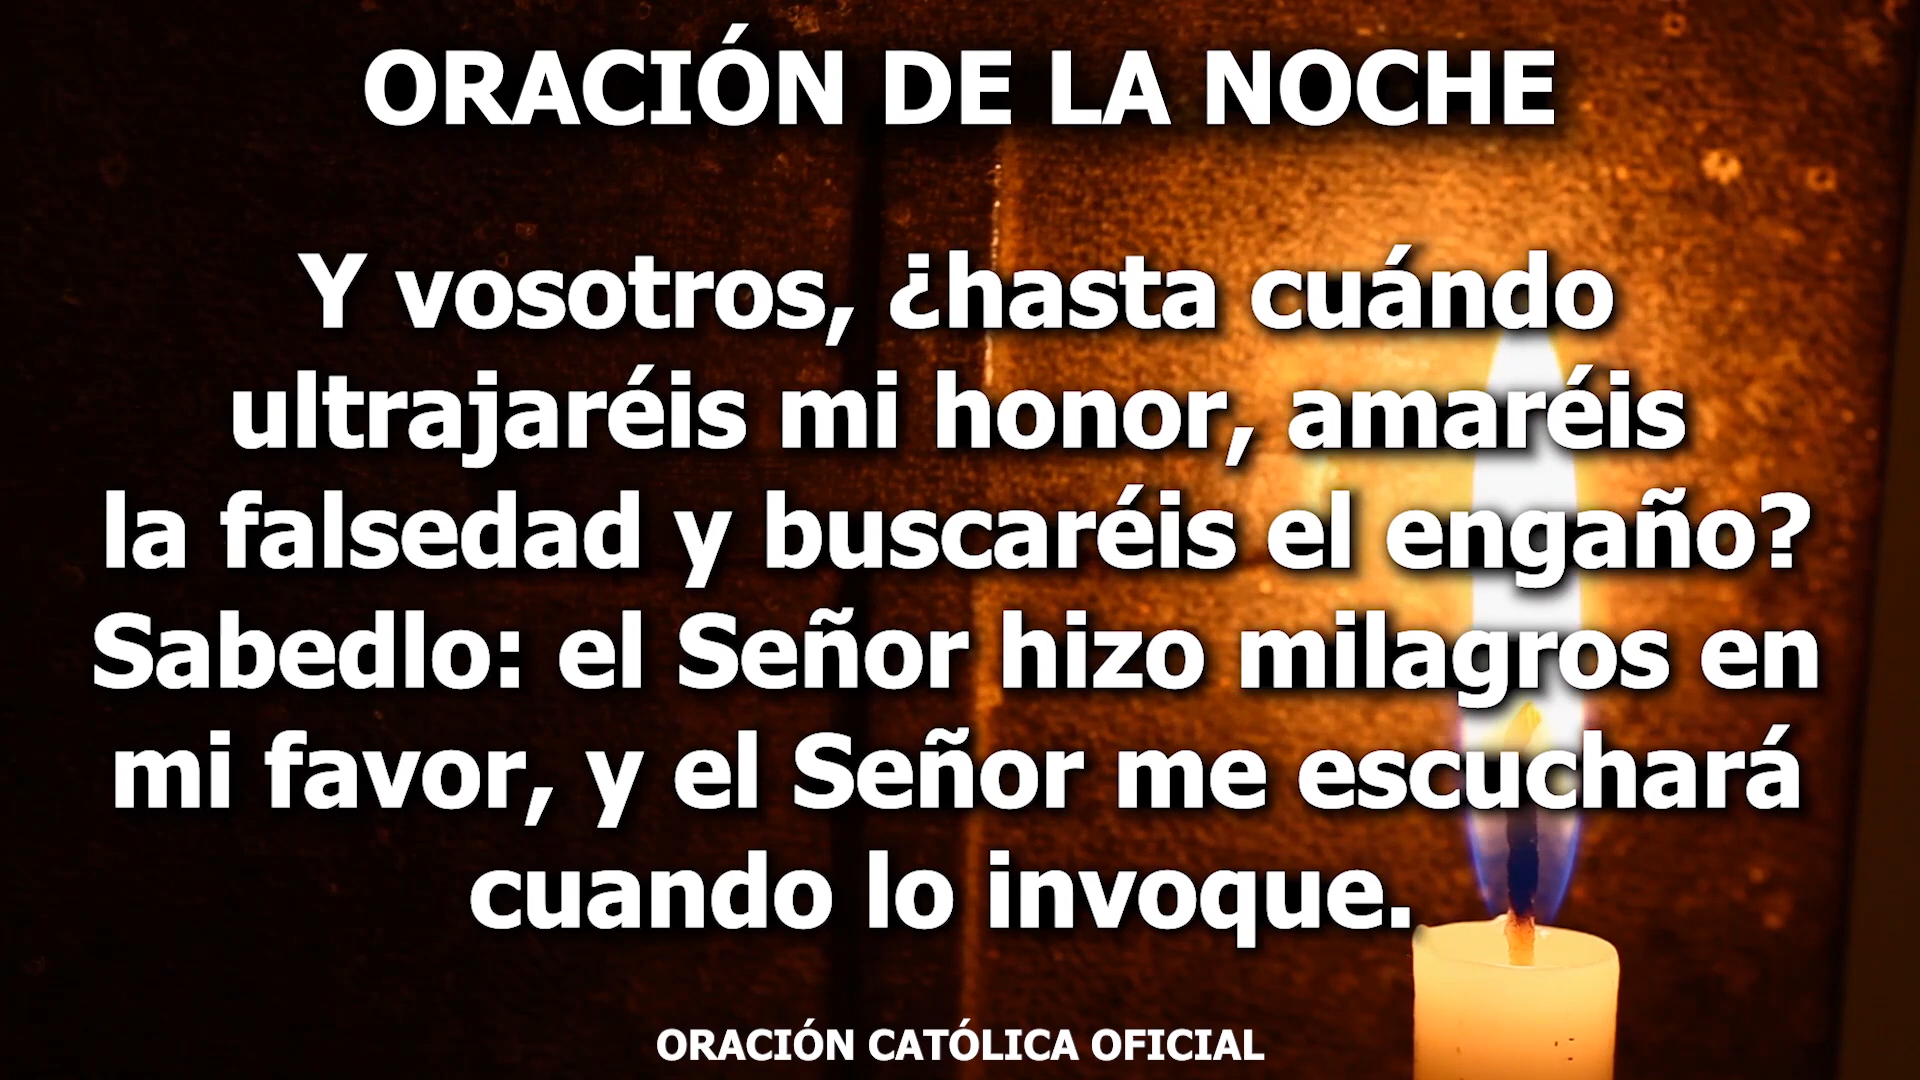 ORACIÓN DE LA NOCHE
Y vosotros, ¿hasta cuándo
ultrajaréis mi honor, amaréis
la falsedad y buscaréis el engaño?
Sabedlo: el Señor hizo milagros en
mi favor, y el Señor me escuchará
cuando lo invoque.
ORACIÓN CATÓLICA OFICIAL